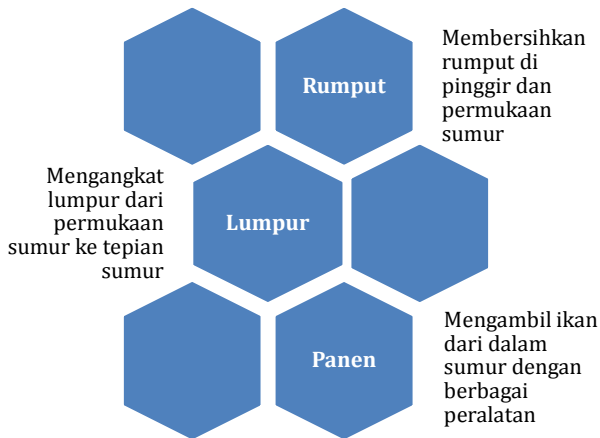 Rumput
Membersihkan
rumput di
pinggir dan
permukaan
sumur
Mengangkat
lumpur dari
permukaan
sumur ke tepian
sumur
Lumpur
Panen
Mengambil ikan
dari dalam
sumur dengan
berbagai
peralatan